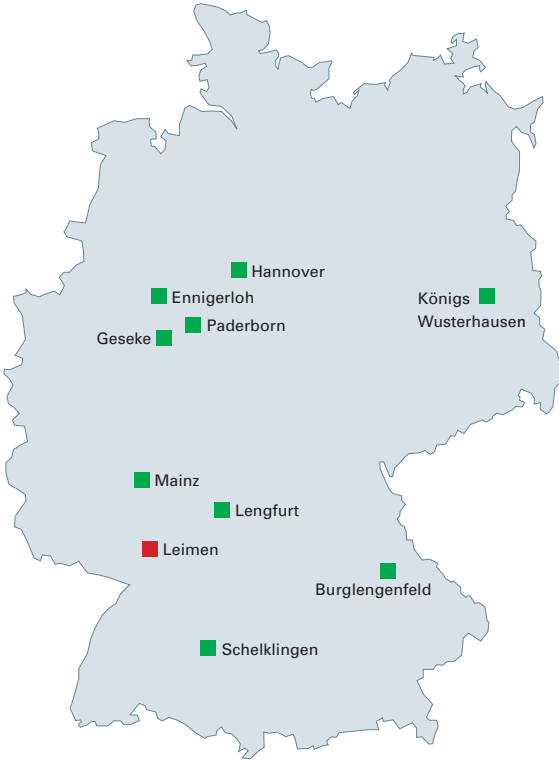 Hannover
Ennigerloh
Königs
Wusterhausen
Paderborn
Geseke
Mainz
Lengfurt
Leimen
Burglengenfeld
Schelklingen